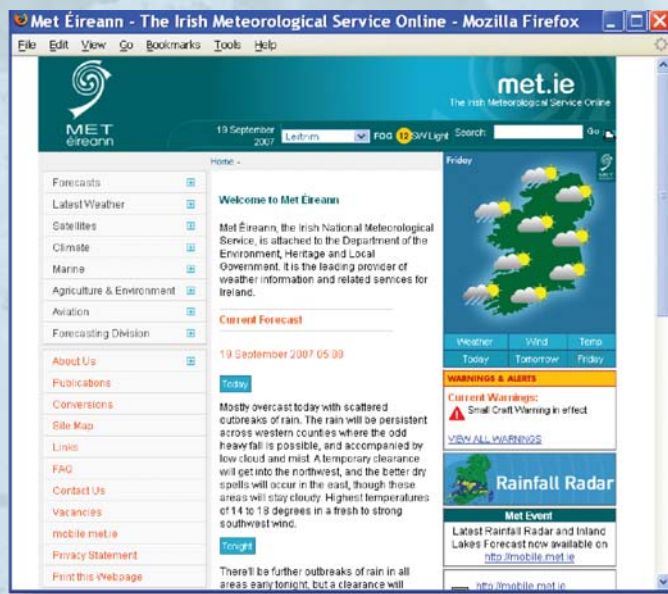 Met Éireann - The Irish Meteorological Service Online - Mozilla Firefox
File Edit View Go Bookmarks Tools Help
MET
éireann
met.ie
The Irish Meteorological Service Online
19 September
2007
Leitrim
FOG 12 SW Light
Search:
Go
Home -
Forecasts
Latest Weather
Satellites
Climate
Marine
Agriculture & Environment
Aviation
Forecasting Division
About Us
Publications
Conversions
Site Map
Links
FAQ
Contact Us
Vacancies
mobile.met.ie
Privacy Statement
Print this Webpage
Welcome to Met Éireann
Met Éireann, the Irish National Meteorological
Service, is attached to the Department of the
Environment, Heritage and Local
Government. It is the leading provider of
weather information and related services for
Ireland.
Current Forecast
19 September 2007 05:09
Today
Mostly overcast today with scattered
outbreaks of rain. The rain will be persistent
across western counties where the odd
heavy fall is possible, and accompanied by
low cloud and mist. A temporary clearance
will get into the northwest, and the better dry
spells will occur in the east, though these
areas will stay cloudy. Highest temperatures
of 14 to 18 degrees in a fresh to strong
southwest wind.
Tonight
There'll be further outbreaks of rain in all
areas early tonight, but a clearance will
Friday
MET
Weather Wind Temp
Today Tomorrow Friday
WARNINGS & ALERTS
Current Warnings:
Small Craft Warning in effect
VIEW ALL WARNINGS
Rainfall Radar
Met Event
Latest Rainfall Radar and Inland
Lakes Forecast now available on
http://mobile.met.ie
http://mobile.met.ie